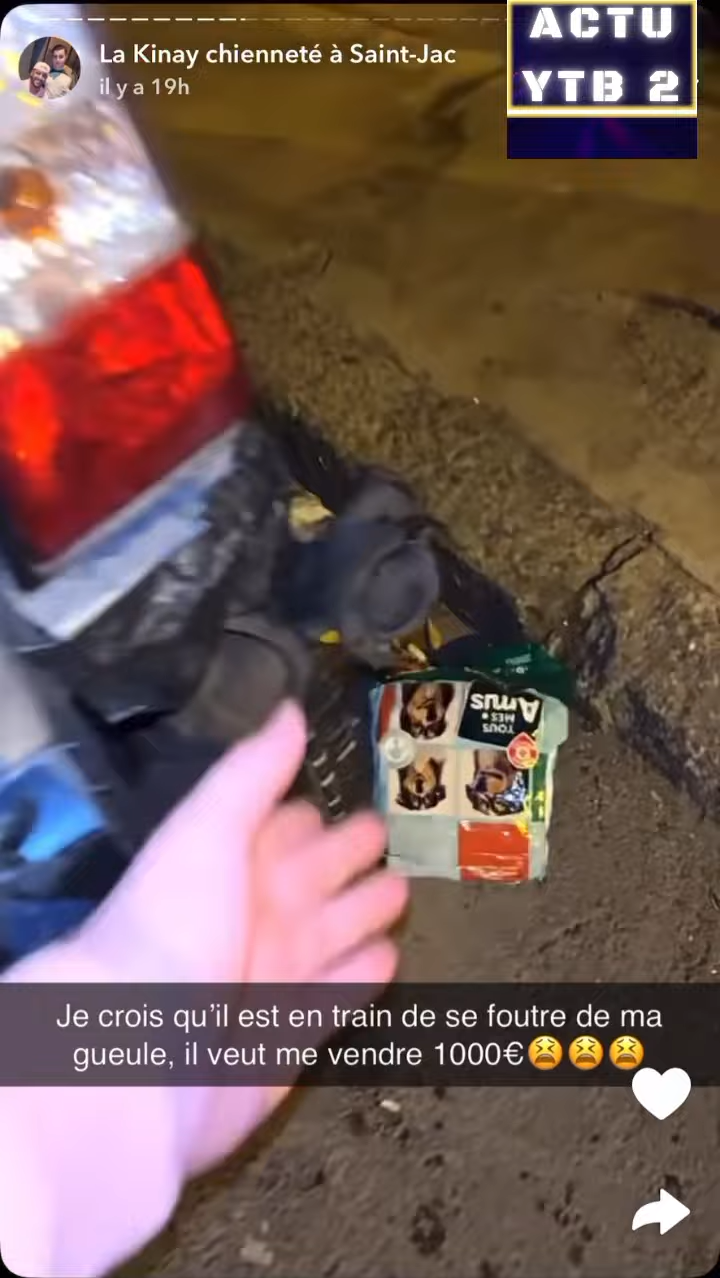 La Kinay chienneté à Saint-Jac
il y a 19h
ACTU
YTB 2
TOUS
MES•
Amis
Je crois qu'il est en train de se foutre de ma
gueule, il veut me vendre 1000€😫😫😫